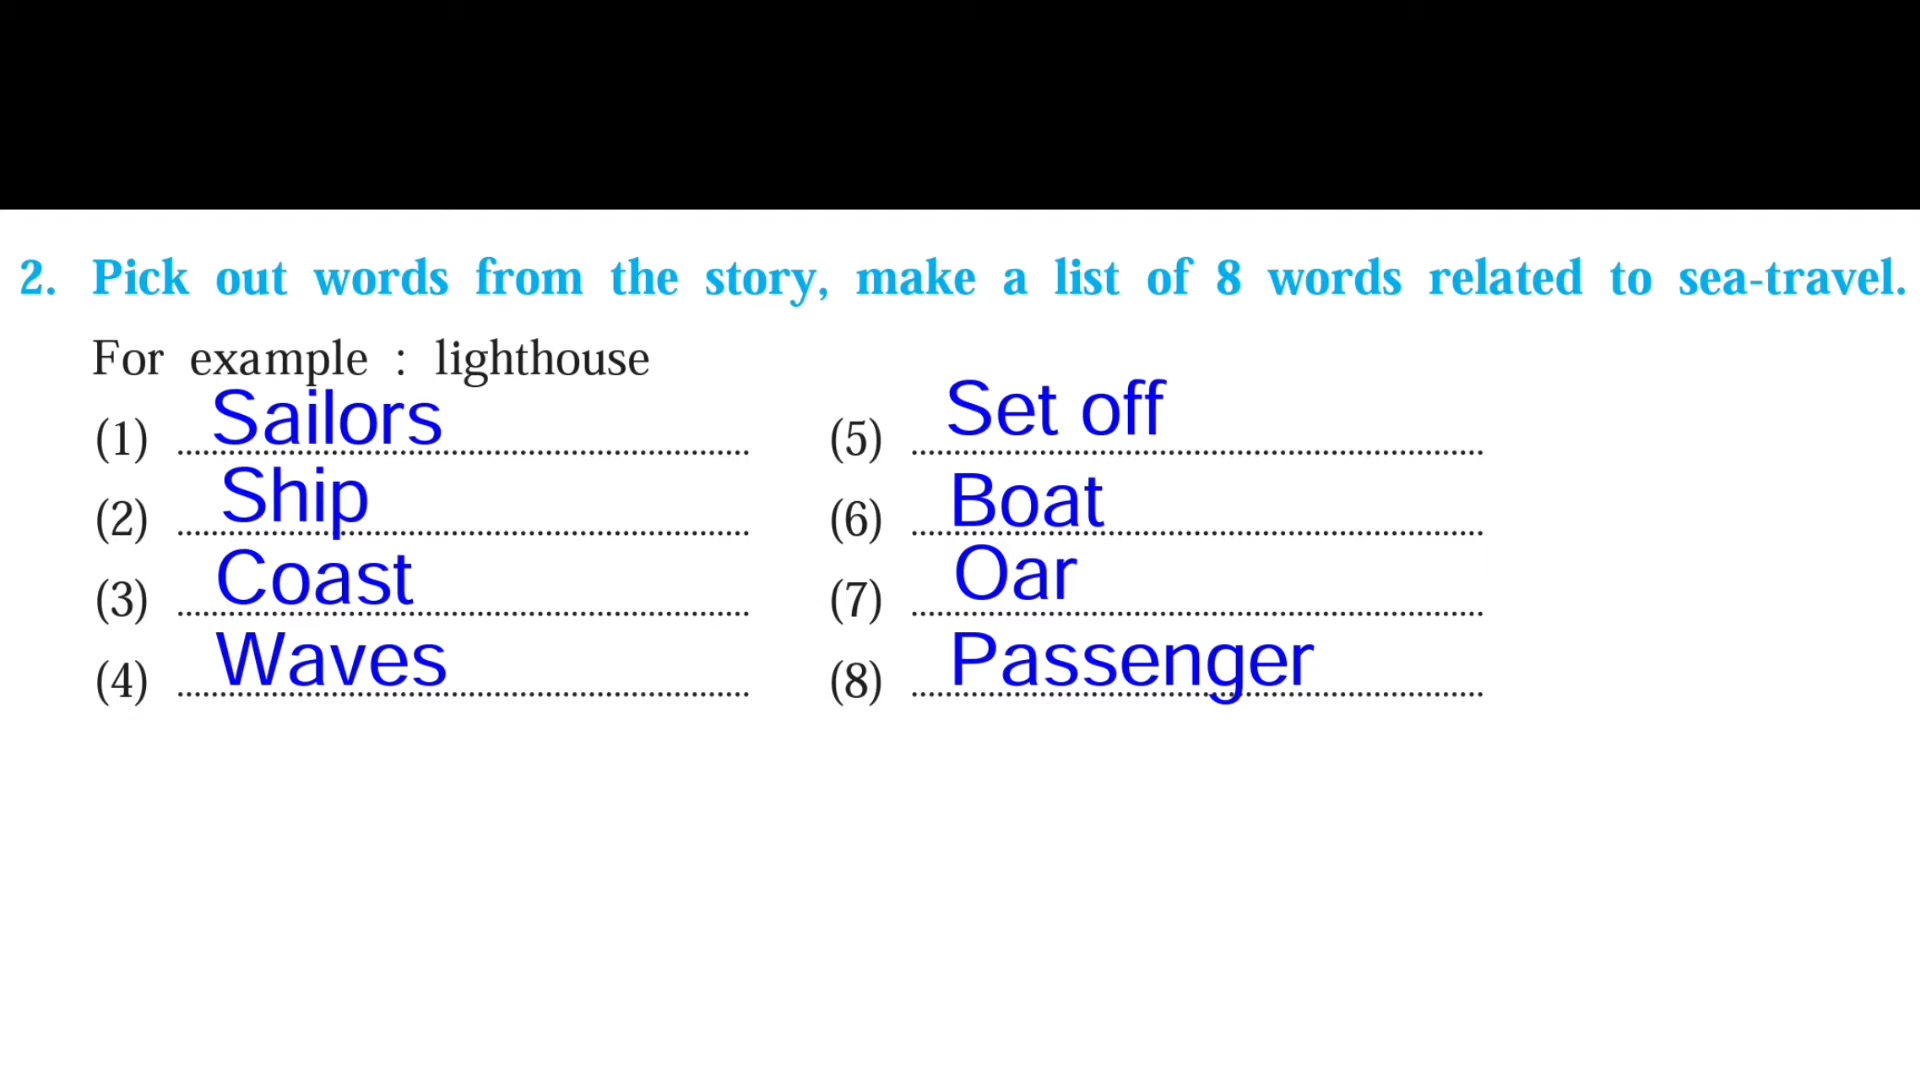 2. Pick out words from the story, make a list of 8 words related to sea-travel.
For example : lighthouse
(1) Sailors
(2) Ship
(3) Coast
(4) Waves
(5) Set off
(6) Boat
(7) Oar
(8) Passenger